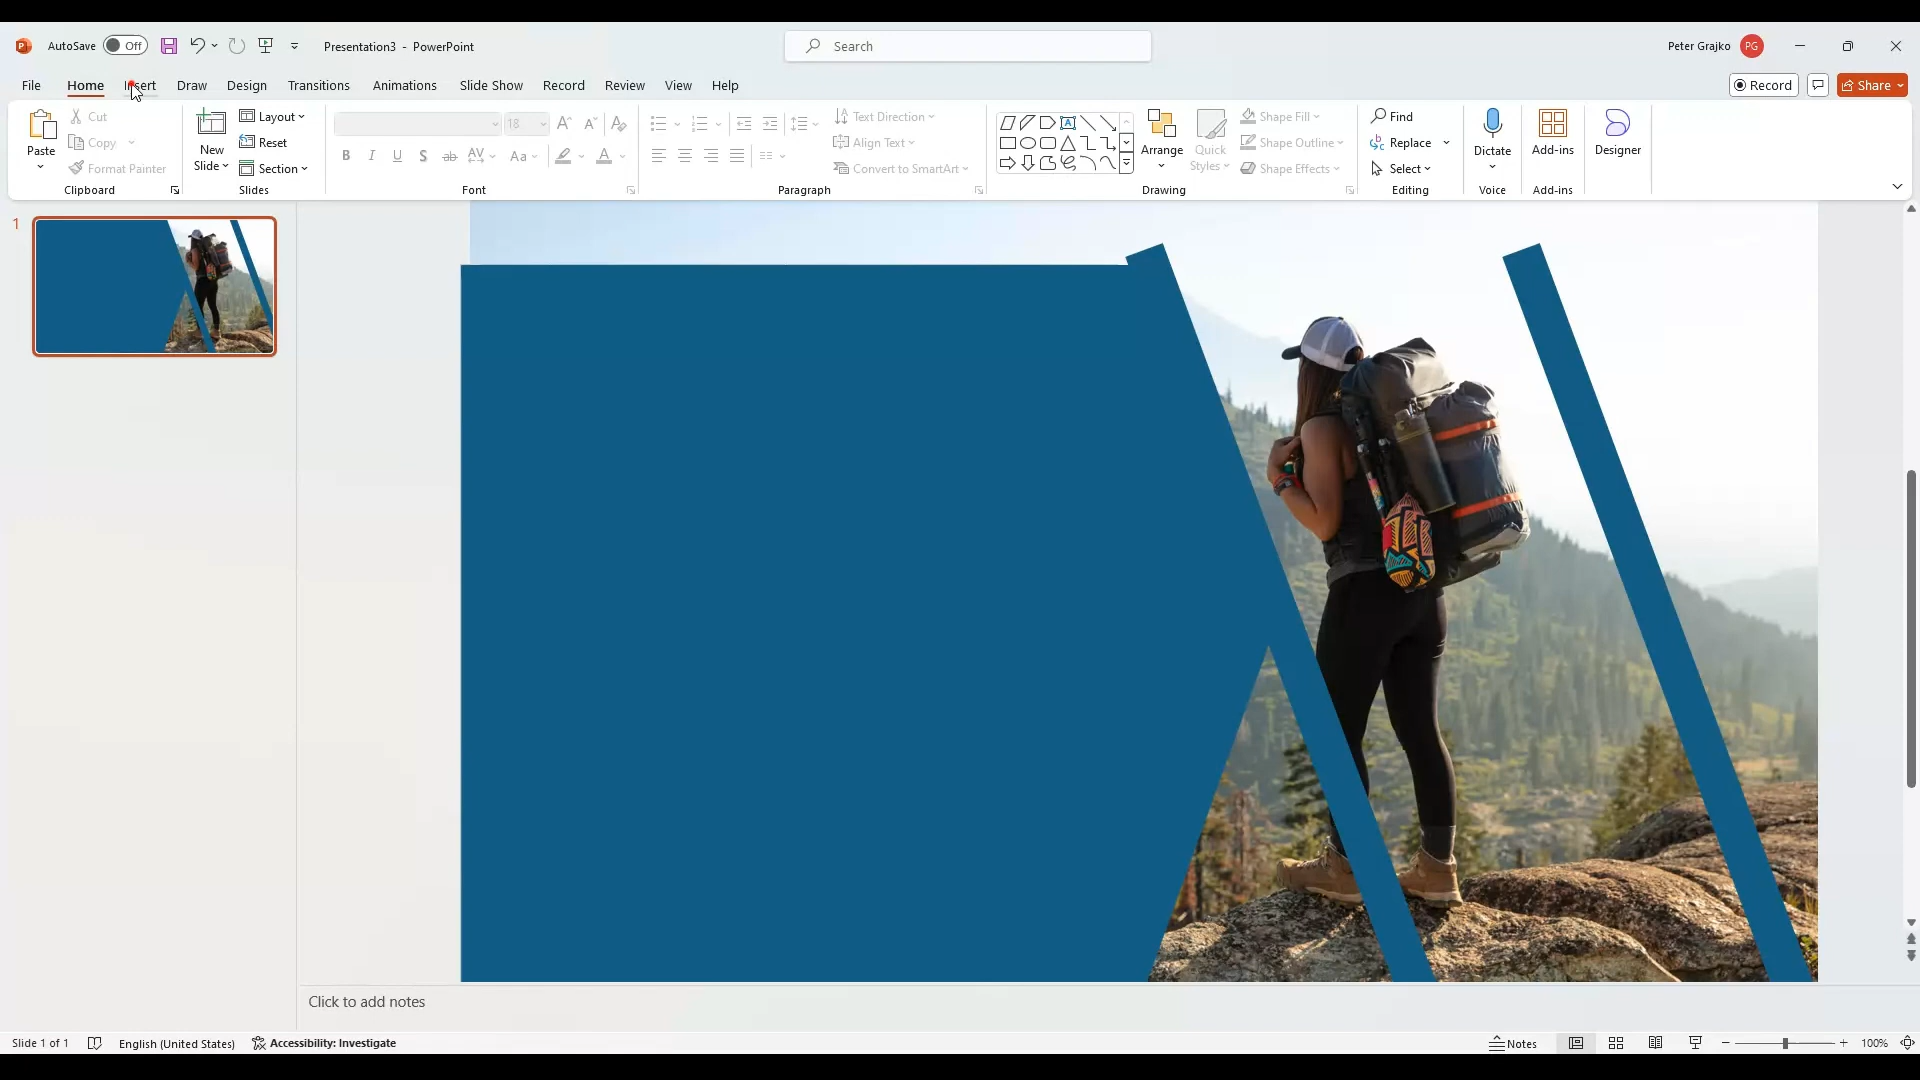 AutoSave Off Presentation3 - PowerPoint Search Peter Grajko PG
File Home Insert Draw Design Transitions Animations Slide Show Record Review View Help Record Share
Paste Cut Copy Format Painter Clipboard
New Slide Layout Reset Section Slides
18 Aa Font
Text Direction Align Text Convert to SmartArt Paragraph
Arrange Quick Styles Shape Fill Shape Outline Shape Effects Drawing
Find Replace Select Editing
Dictate Voice
Add-ins Add-ins
Designer
1
Click to add notes
Slide 1 of 1 English (United States) Accessibility: Investigate Notes 100%